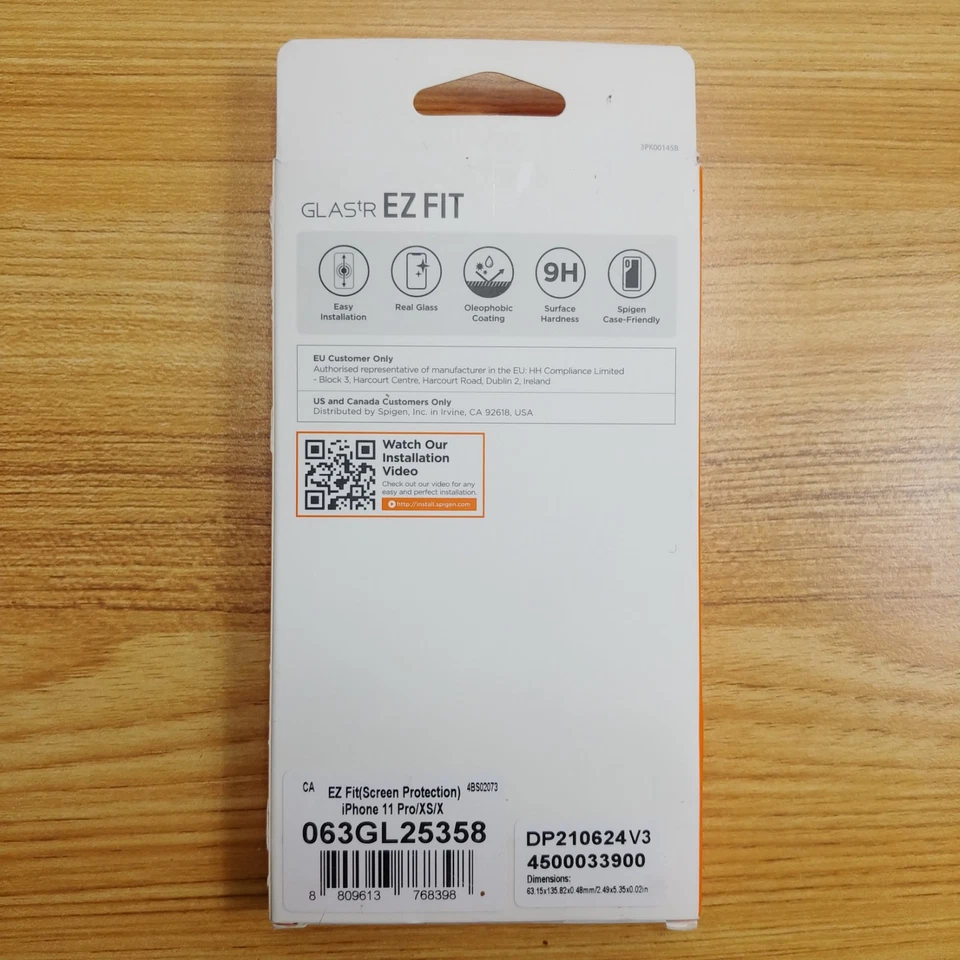 3PK00145B
GLAStR EZ FIT
Easy
Installation
Real Glass
Oleophobic
Coating
9H
Surface
Hardness
Spigen
Case-Friendly
EU Customer Only
Authorised representative of manufacturer in the EU: HH Compliance Limited
- Block 3, Harcourt Centre, Harcourt Road, Dublin 2, Ireland
US and Canada Customers Only
Distributed by Spigen, Inc. in Irvine, CA 92618, USA
Watch Our
Installation
Video
Check out our video for any
easy and perfect installation.
http://install.spigen.com
CA EZ Fit(Screen Protection) 4BS02073
iPhone 11 Pro/XS/X
063GL25358
8 809613 768398
DP210624V3
4500033900
Dimensions:
63.15x135.82x0.48mm/2.49x5.35x0.02in